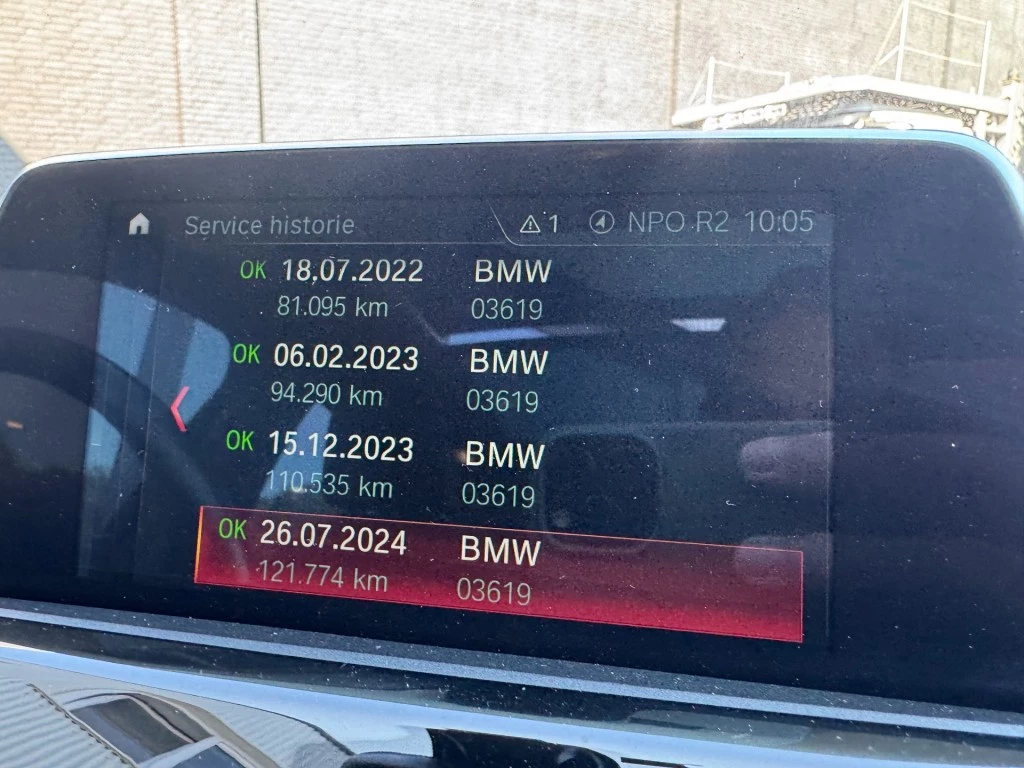 Service historie 1 NPO R2 10:05
OK 18.07.2022 BMW
81.095 km 03619
OK 06.02.2023 BMW
94.290 km 03619
OK 15.12.2023 BMW
110.535 km 03619
OK 26.07.2024 BMW
121.774 km 03619